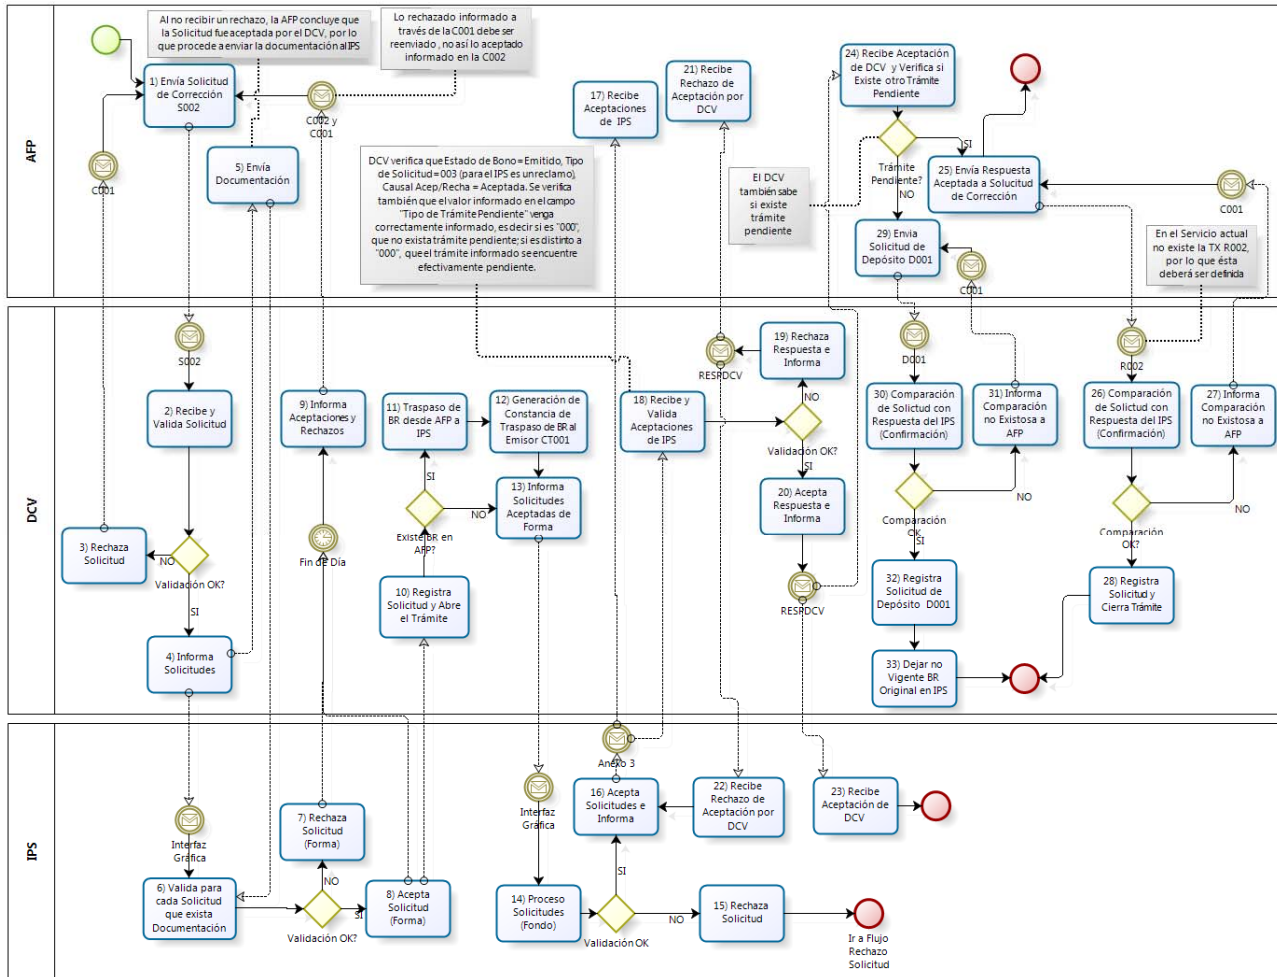 AFP
Al no recibir un rechazo, la AFP concluye que
la Solicitud fue aceptada por el DCV, por lo
que procede a enviar la documentación al IPS
Lo rechazado informado a
través de la C001 debe ser
reenviado, no así lo aceptado
informado en la C002
1) Envía Solicitud
de Corrección
S002
C002 y
C001
C001
5) Envía
Documentación
17) Recibe
Aceptaciones
de IPS
21) Recibe
Rechazo de
Aceptación por
DCV
24) Recibe Aceptación
de DCV y Verifica si
Existe otro Trámite
Pendiente
DCV verifica que Estado de Bono= Emitido, Tipo
de Solicitud= 003 (para el IPS es un reclamo),
Causal Acep/Recha = Aceptada. Se verifica
también que el valor informado en el campo
"Tipo de Trámite Pendiente" venga
correctamente informado, es decir si es "000",
que no exista trámite pendiente; si es distinto a
"000", que el trámite informado se encuentre
efectivamente pendiente.
El DCV
también sabe
si existe
trámite
pendiente
Trámite
Pendiente?
SI
NO
25) Envía Respuesta
Aceptada a Solucitud
de Corrección
C001
29) Envia
Solicitud de
Depósito D001
C001
En el Servicio actual
no existe la TX R002,
por lo que ésta
deberá ser definida
DCV
S002
2) Recibe y
Valida Solicitud
3) Rechaza
Solicitud
NO
Validación OK?
SI
4) Informa
Solicitudes
9) Informa
Aceptaciones y
Rechazos
Fin de Día
11) Traspaso de
BR desde AFP a
IPS
12) Generación de
Constancia de
Traspaso de BR al
Emisor CT001
SI
13) Informa
Solicitudes
Aceptadas de
Forma
NO
Existe BR en
AFP?
10) Registra
Solicitud y Abre
el Trámite
18) Recibe y
Valida
Aceptaciones
de IPS
RESPDCV
19) Rechaza
Respuesta e
Informa
NO
Validación OK?
SI
20) Acepta
Respuesta e
Informa
RESPDCV
D001
30) Comparación
de Solictud con
Respuesta del IPS
(Confirmación)
31) Informa
Comparación
no Existosa a
AFP
NO
Comparación
OK
SI
32) Registra
Solicitud de
Depósito D001
33) Dejar no
Vigente BR
Original en IPS
R002
26) Comparación
de Solictud con
Respuesta del IPS
(Confirmación)
27) Informa
Comparación
no Existosa a
AFP
NO
Comparación
OK?
SI
28) Registra
Solicitud y
Cierra Trámite
IPS
Interfaz
Gráfica
6) Valida para
cada Solicitud
que exista
Documentación
7) Rechaza
Solicitud
(Forma)
NO
SI
Validación OK?
8) Acepta
Solicitud
(Forma)
Interfaz
Gráfica
14) Proceso
Solicitudes
(Fondo)
Anexo 3
16) Acepta
Solicitudes e
Informa
SI
NO
Validación OK
22) Recibe
Rechazo de
Aceptación por
DCV
15) Rechaza
Solicitud
23) Recibe
Aceptación de
DCV
Ir a Flujo
Rechazo
Solicitud